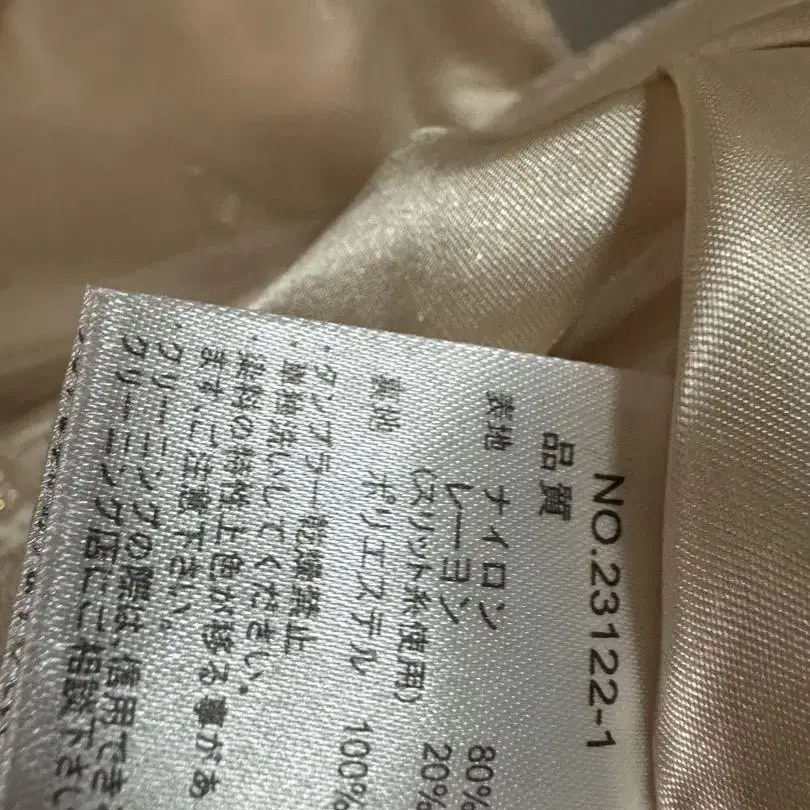 NO.23122-1
品質
表地 ナイロン 80%
レーヨン 20%
(スリット糸使用)
裏地 ポリエステル 100%
・タンブラー乾燥禁止
・単独洗いしてください。
・素材の特性上色が移る事があ
ます。ご注意下さい。
・クリーニングの際は、信用できる
クリーニング店にご相談下さい